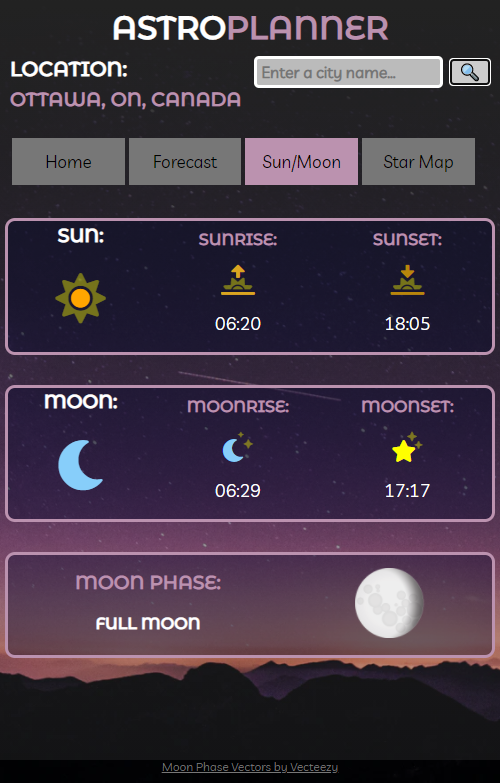 ASTROPLANNER
LOCATION:
Enter a city name...
OTTAWA, ON, CANADA
Home Forecast Sun/Moon Star Map
SUN: SUNRISE: SUNSET:
06:20 18:05
MOON: MOONRISE: MOONSET:
06:29 17:17
MOON PHASE:
FULL MOON
Moon Phase Vectors by Vecteezy